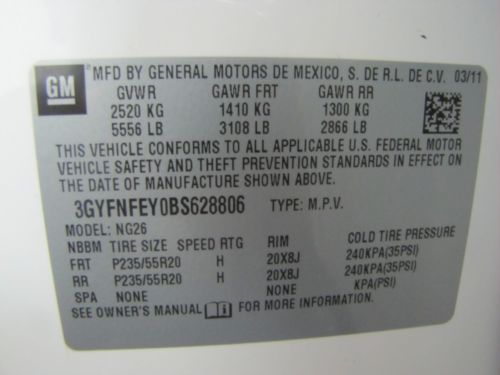 GM
MFD BY GENERAL MOTORS DE MEXICO, S. DE R.L. DE C.V. 03/11
GVWR GAWR FRT GAWR RR
2520 KG 1410 KG 1300 KG
5556 LB 3108 LB 2866 LB
THIS VEHICLE CONFORMS TO ALL APPLICABLE U.S. FEDERAL MOTOR
VEHICLE SAFETY AND THEFT PREVENTION STANDARDS IN EFFECT ON
THE DATE OF MANUFACTURE SHOWN ABOVE.
3GYFNFEY0BS628806 TYPE: M.P.V.
MODEL: NG26
NBBM TIRE SIZE SPEED RTG RIM COLD TIRE PRESSURE
FRT P235/55R20 H 20X8J 240KPA(35PSI)
RR P235/55R20 H 20X8J 240KPA(35PSI)
SPA NONE NONE KPA(PSI)
SEE OWNER'S MANUAL FOR MORE INFORMATION.